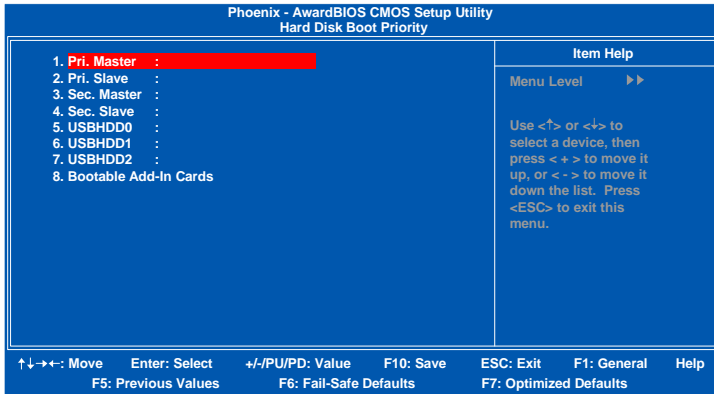 Phoenix - AwardBIOS CMOS Setup Utility
Hard Disk Boot Priority
1. Pri. Master :
2. Pri. Slave :
3. Sec. Master :
4. Sec. Slave :
5. USBHDD0 :
6. USBHDD1 :
7. USBHDD2 :
8. Bootable Add-In Cards
Item Help
Menu Level ▶▶
Use <↑> or <↓> to
select a device, then
press < + > to move it
up, or < - > to move it
down the list. Press
<ESC> to exit this
menu.
↑↓→←: Move Enter: Select +/-/PU/PD: Value F10: Save ESC: Exit F1: General Help
F5: Previous Values F6: Fail-Safe Defaults F7: Optimized Defaults